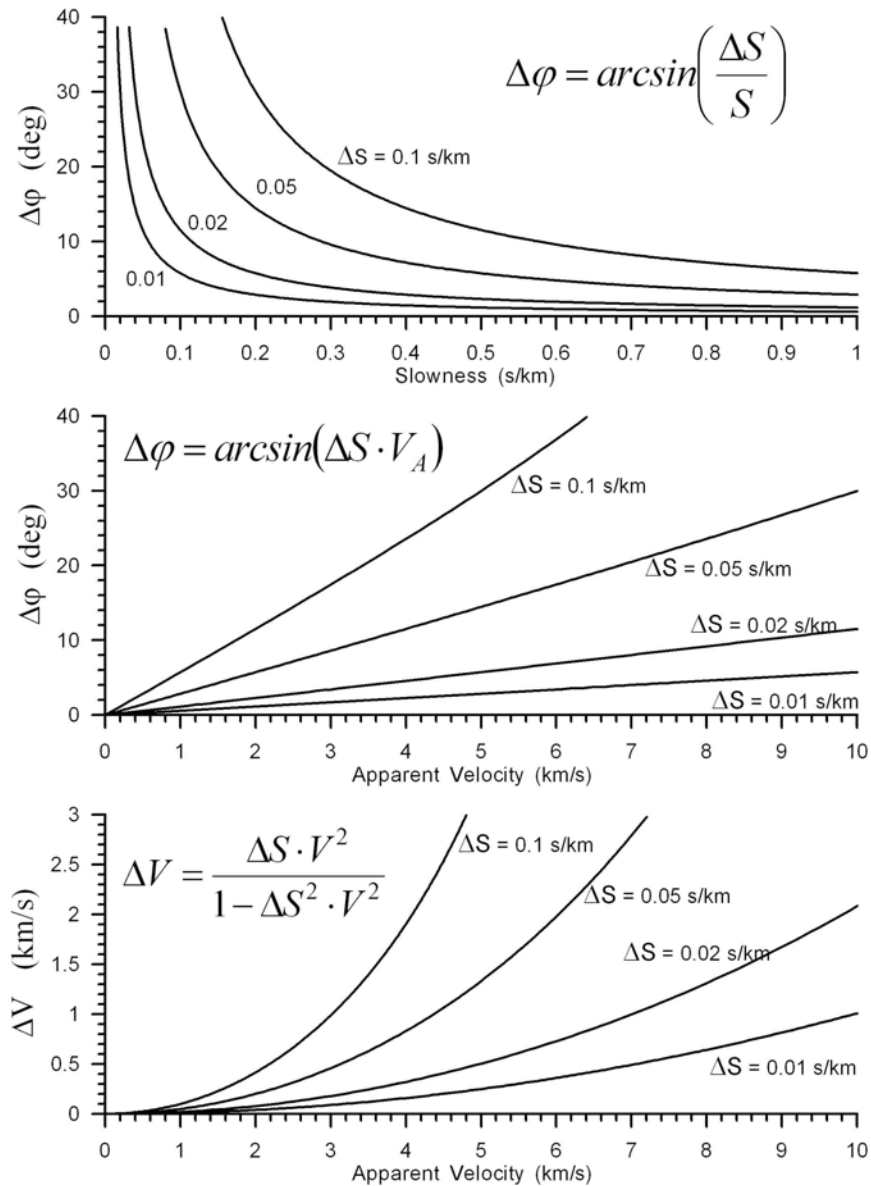 40
30
20
10
0
Δφ (deg)
Δφ = arcsin(ΔS/S)
ΔS = 0.1 s/km
0.05
0.02
0.01
0 0.1 0.2 0.3 0.4 0.5 0.6 0.7 0.8 0.9 1
Slowness (s/km)
40
30
20
10
0
Δφ (deg)
Δφ = arcsin(ΔS · V_A)
ΔS = 0.1 s/km
ΔS = 0.05 s/km
ΔS = 0.02 s/km
ΔS = 0.01 s/km
0 1 2 3 4 5 6 7 8 9 10
Apparent Velocity (km/s)
3
2.5
2
1.5
1
0.5
0
ΔV (km/s)
ΔV = ΔS · V² / 1 − ΔS² · V²
ΔS = 0.1 s/km
ΔS = 0.05 s/km
ΔS = 0.02 s/km
ΔS = 0.01 s/km
0 1 2 3 4 5 6 7 8 9 10
Apparent Velocity (km/s)